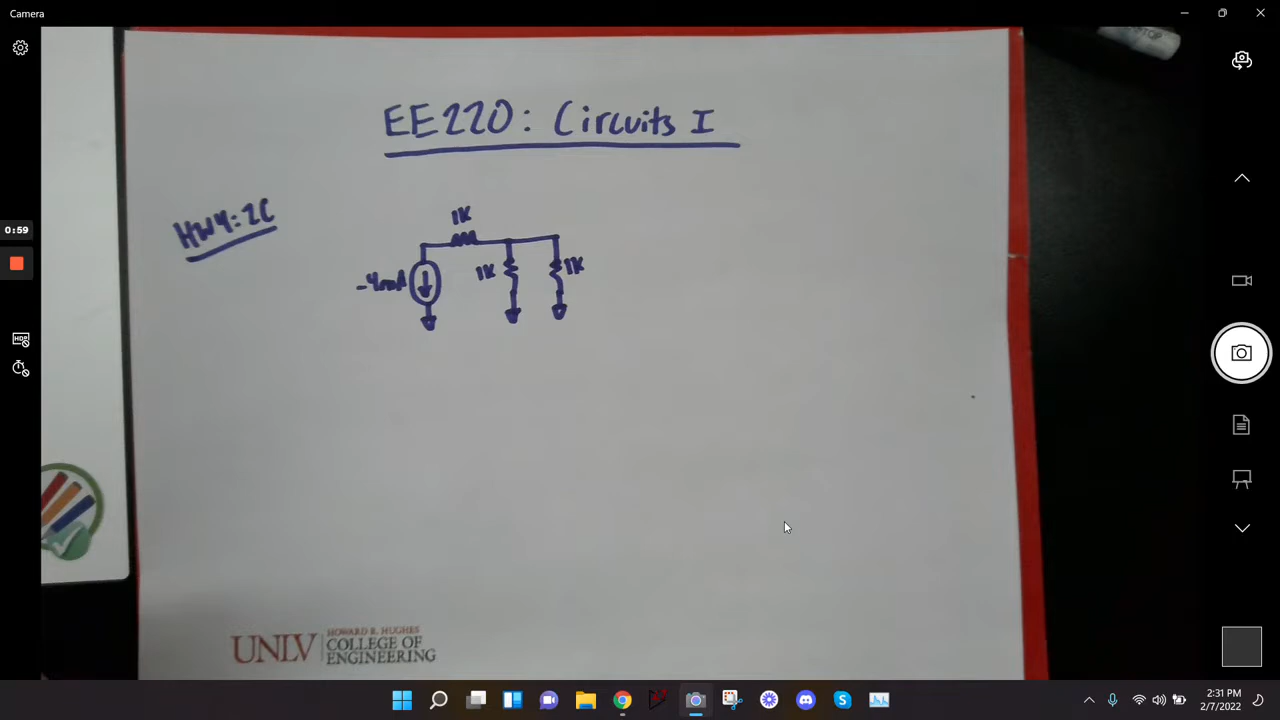 Camera
EE220: Circuits I
HW4: 2C
1K
-4mA
1K
1K
0:59
HDR
UNLV
HOWARD R. HUGHES
COLLEGE OF
ENGINEERING
2:31 PM
2/7/2022